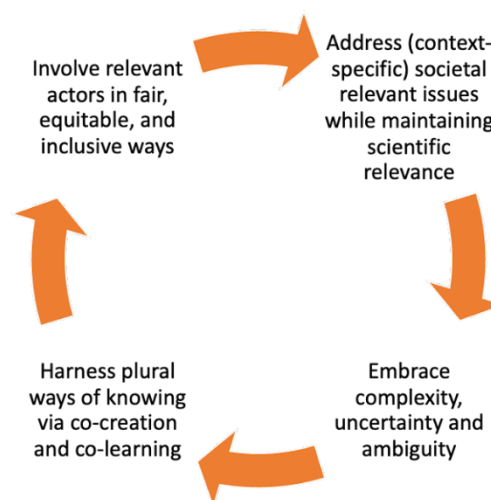 Involve relevant
actors in fair,
equitable, and
inclusive ways
Address (context-
specific) societal
relevant issues
while maintaining
scientific
relevance
Embrace
complexity,
uncertainty and
ambiguity
Harness plural
ways of knowing
via co-creation
and co-learning